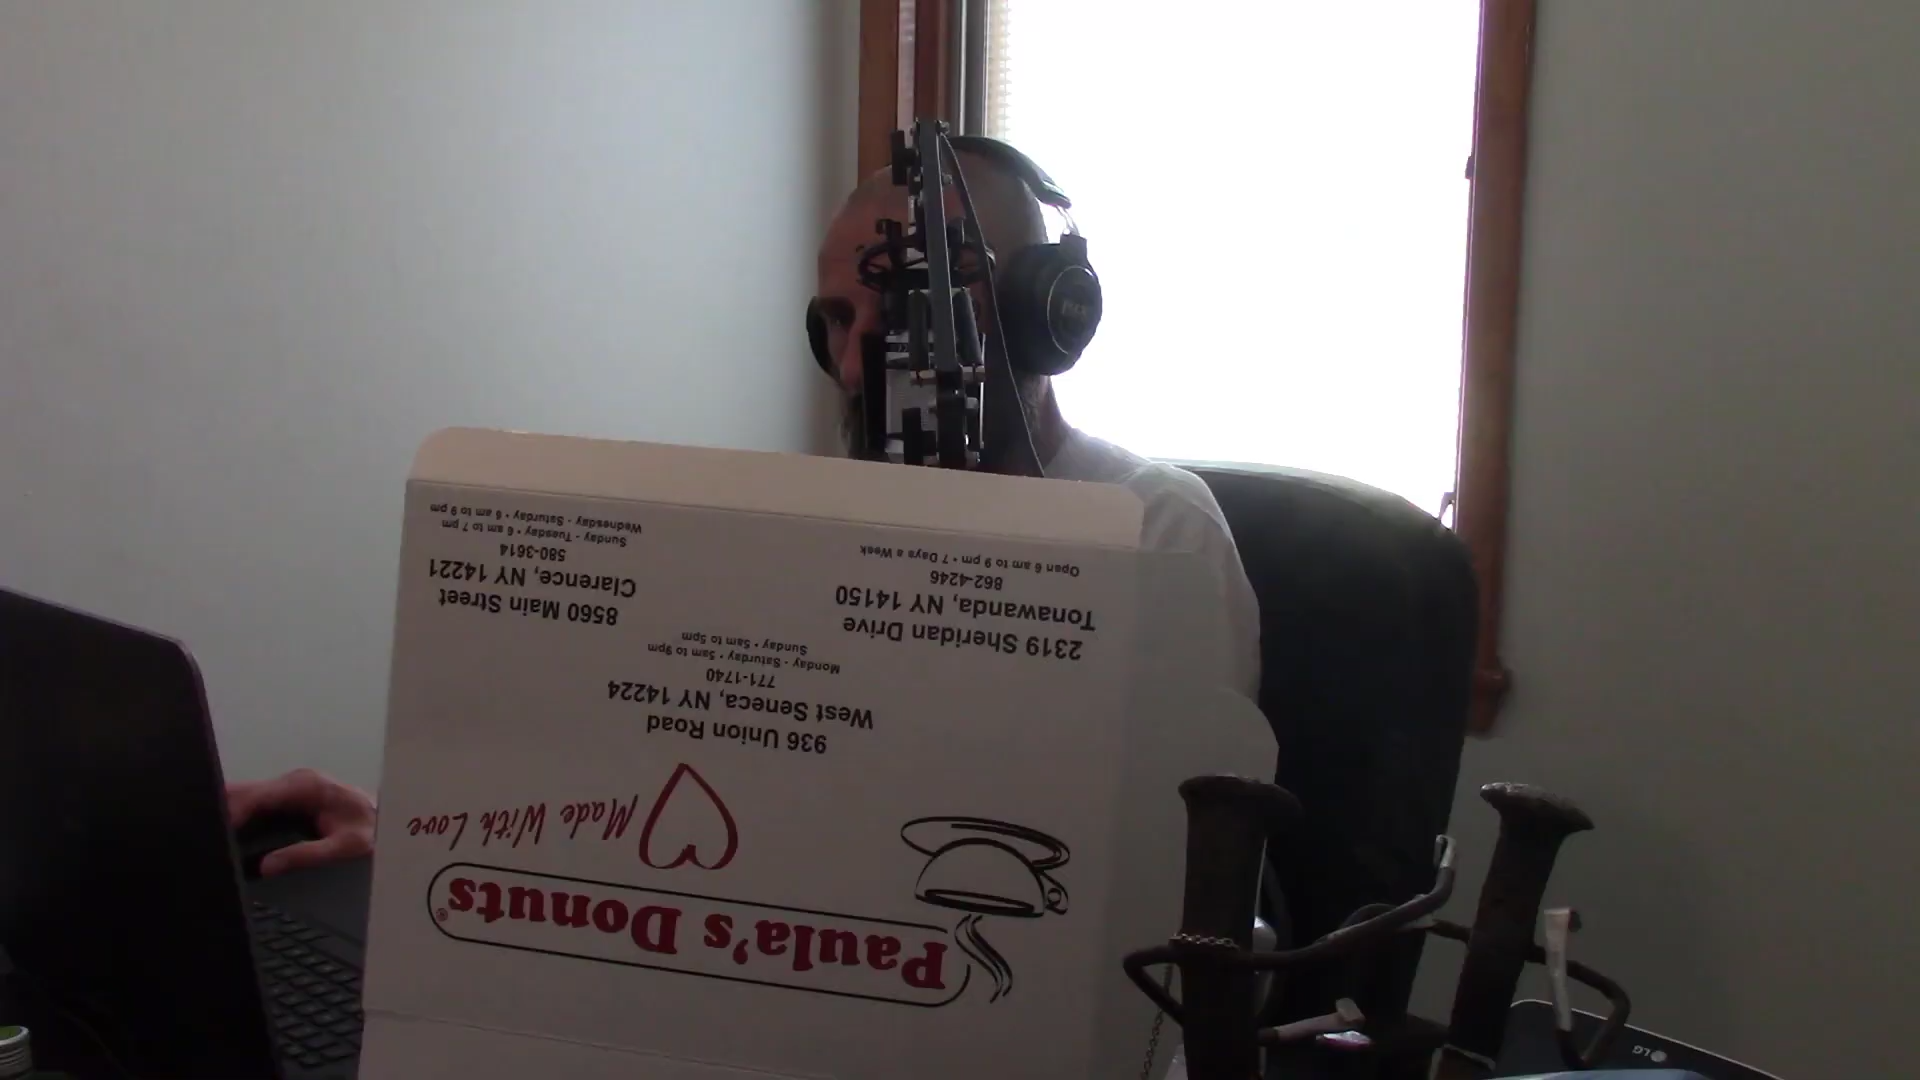 Paula's Donuts®
Made With Love
936 Union Road
West Seneca, NY 14224
771-1740
Monday - Saturday • 5am to 9pm
Sunday • 5am to 5pm
2319 Sheridan Drive
Tonawanda, NY 14150
862-4246
Open 6 am to 9 pm • 7 Days a Week
8560 Main Street
Clarence, NY 14221
580-3614
Sunday - Tuesday • 6 am to 7 pm
Wednesday - Saturday • 6 am to 9 pm
LG